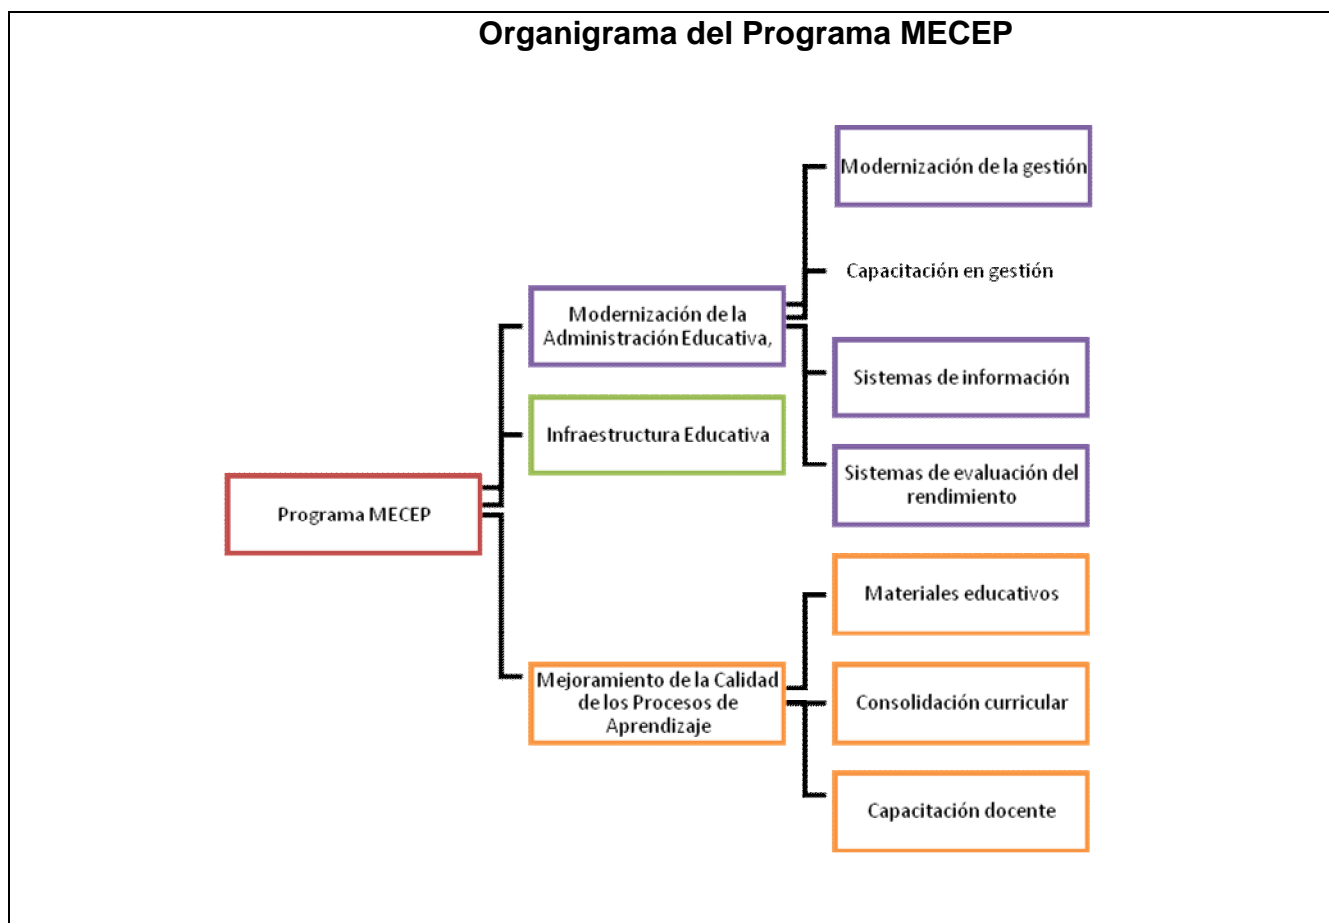 Organigrama del Programa MECEP
Modernización de la gestión
Capacitación en gestión
Modernización de la
Administración Educativa,
Sistemas de información
Infraestructura Educativa
Sistemas de evaluación del
rendimiento
Programa MECEP
Materiales educativos
Mejoramiento de la Calidad
de los Procesos de
Aprendizaje
Consolidación curricular
Capacitación docente